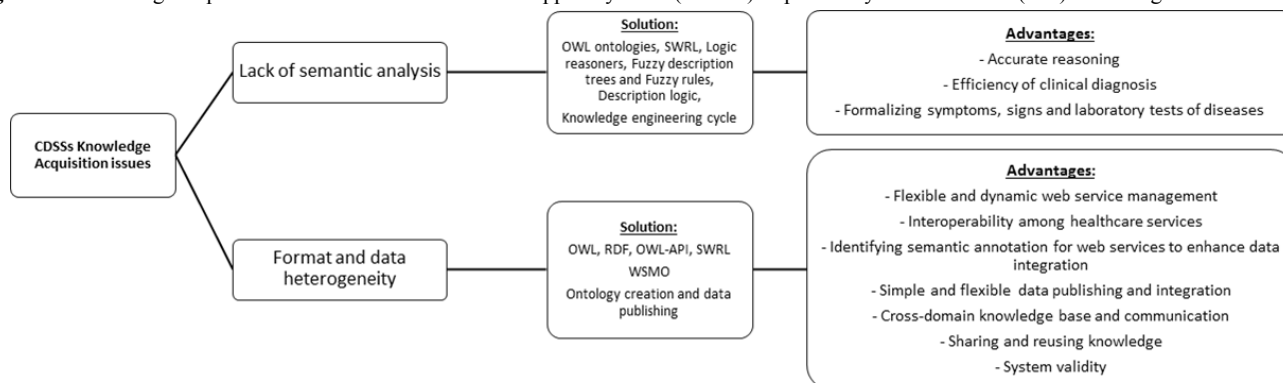 CDSSs Knowledge
Acquisition issues
Lack of semantic analysis
Solution:
OWL ontologies, SWRL, Logic
reasoners, Fuzzy description
trees and Fuzzy rules,
Description logic,
Knowledge engineering cycle
Advantages:
- Accurate reasoning
- Efficiency of clinical diagnosis
- Formalizing symptoms, signs and laboratory tests of diseases
Format and data
heterogeneity
Solution:
OWL, RDF, OWL-API, SWRL
WSMO
Ontology creation and data
publishing
Advantages:
- Flexible and dynamic web service management
- Interoperability among healthcare services
- Identifying semantic annotation for web services to enhance data
integration
- Simple and flexible data publishing and integration
- Cross-domain knowledge base and communication
- Sharing and reusing knowledge
- System validity